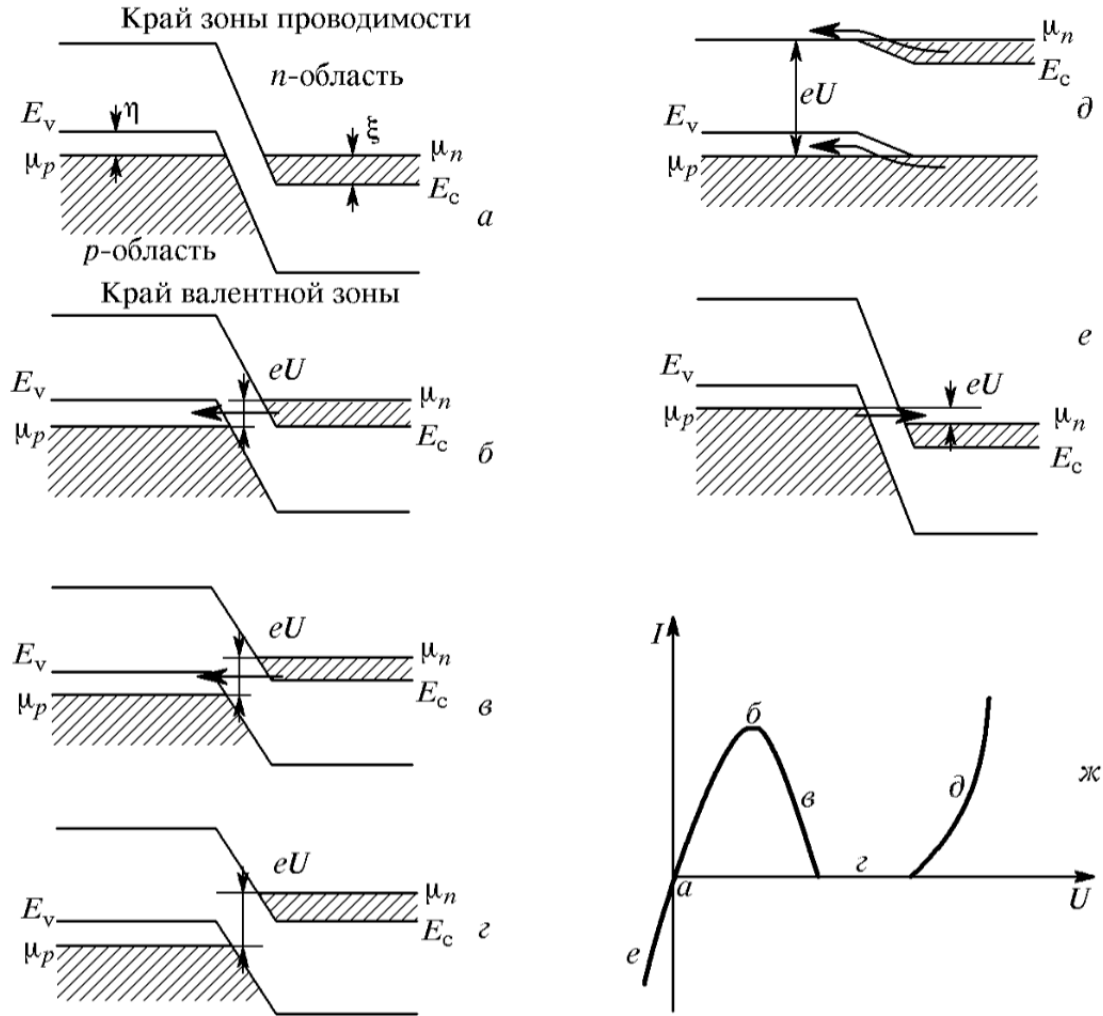 Край зоны проводимости
n-область
E_v
η
ξ
μ_p
μ_n
E_c
а
p-область
Край валентной зоны
eU
E_v
μ_n
μ_p
E_c
б
eU
μ_n
E_v
E_c
μ_p
в
eU
μ_n
E_v
E_c
μ_p
г
μ_n
E_c
eU
д
E_v
μ_p
е
E_v
eU
μ_p
μ_n
E_c
I
б
ж
д
в
г
а
U
е